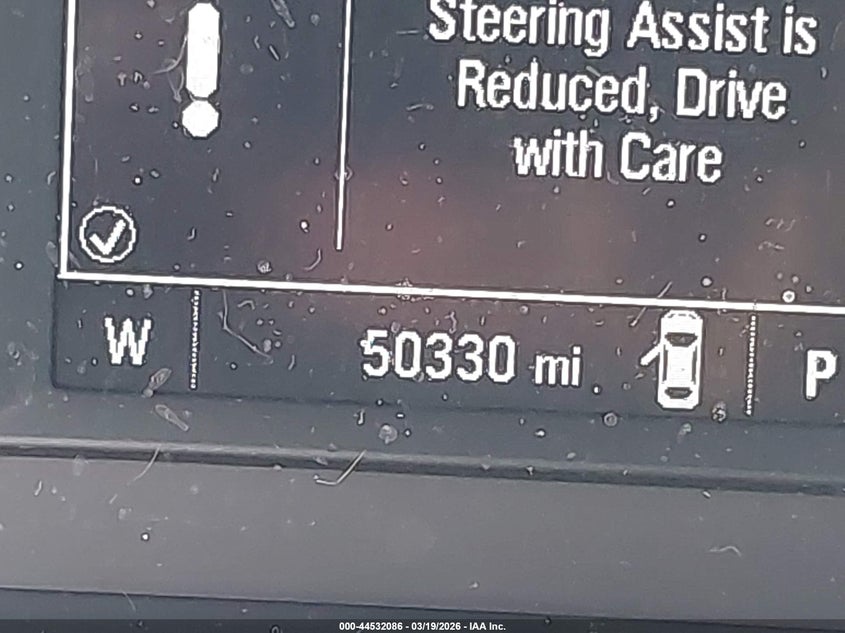 Steering Assist is
Reduced, Drive
with Care
W 50330 mi P
000-44532086 - 03/19/2026 - IAA Inc.